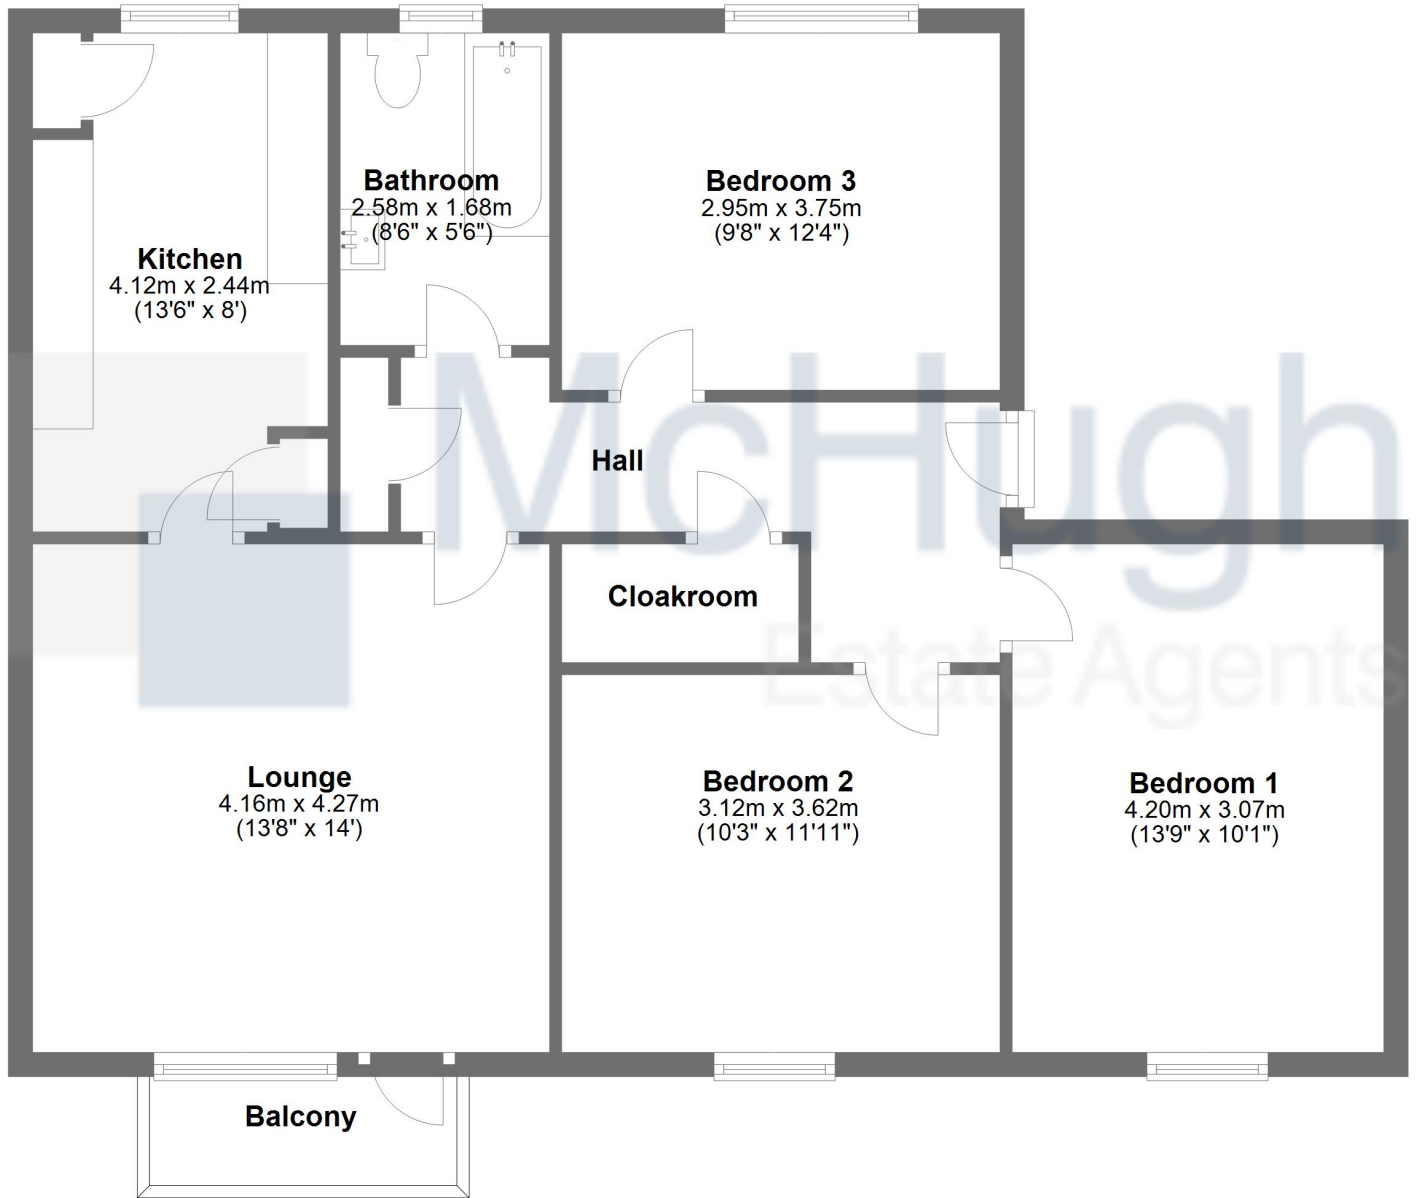 Bathroom
2.58m x 1.68m
(8'6" x 5'6")
Bedroom 3
2.95m x 3.75m
(9'8" x 12'4")
Kitchen
4.12m x 2.44m
(13'6" x 8')
McHugh
Hall
Cloakroom
Estate Agents
Lounge
4.16m x 4.27m
(13'8" x 14')
Bedroom 2
3.12m x 3.62m
(10'3" x 11'11")
Bedroom 1
4.20m x 3.07m
(13'9" x 10'1")
Balcony